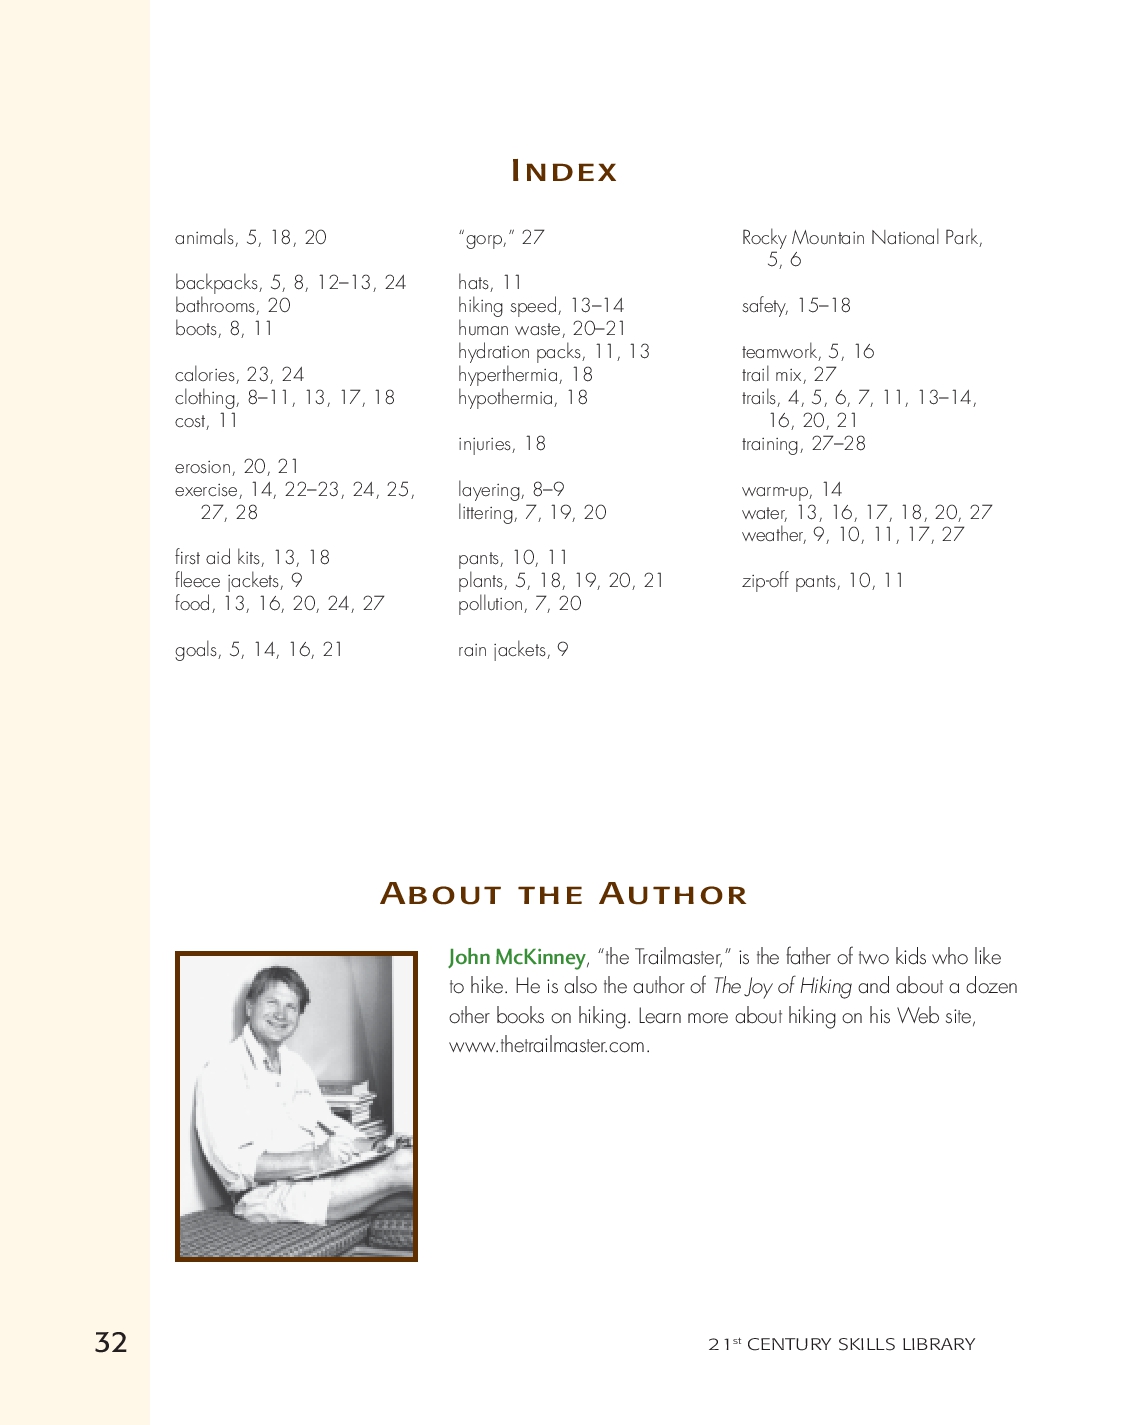 INDEX
animals, 5, 18, 20
backpacks, 5, 8, 12–13, 24
bathrooms, 20
boots, 8, 11
calories, 23, 24
clothing, 8–11, 13, 17, 18
cost, 11
erosion, 20, 21
exercise, 14, 22–23, 24, 25,
27, 28
first aid kits, 13, 18
fleece jackets, 9
food, 13, 16, 20, 24, 27
goals, 5, 14, 16, 21
“gorp,” 27
hats, 11
hiking speed, 13–14
human waste, 20–21
hydration packs, 11, 13
hyperthermia, 18
hypothermia, 18
injuries, 18
layering, 8–9
littering, 7, 19, 20
pants, 10, 11
plants, 5, 18, 19, 20, 21
pollution, 7, 20
rain jackets, 9
Rocky Mountain National Park,
5, 6
safety, 15–18
teamwork, 5, 16
trail mix, 27
trails, 4, 5, 6, 7, 11, 13–14,
16, 20, 21
training, 27–28
warm-up, 14
water, 13, 16, 17, 18, 20, 27
weather, 9, 10, 11, 17, 27
zip-off pants, 10, 11
ABOUT THE AUTHOR
John McKinney, “the Trailmaster,” is the father of two kids who like
to hike. He is also the author of The Joy of Hiking and about a dozen
other books on hiking. Learn more about hiking on his Web site,
www.thetrailmaster.com.
32
21st CENTURY SKILLS LIBRARY